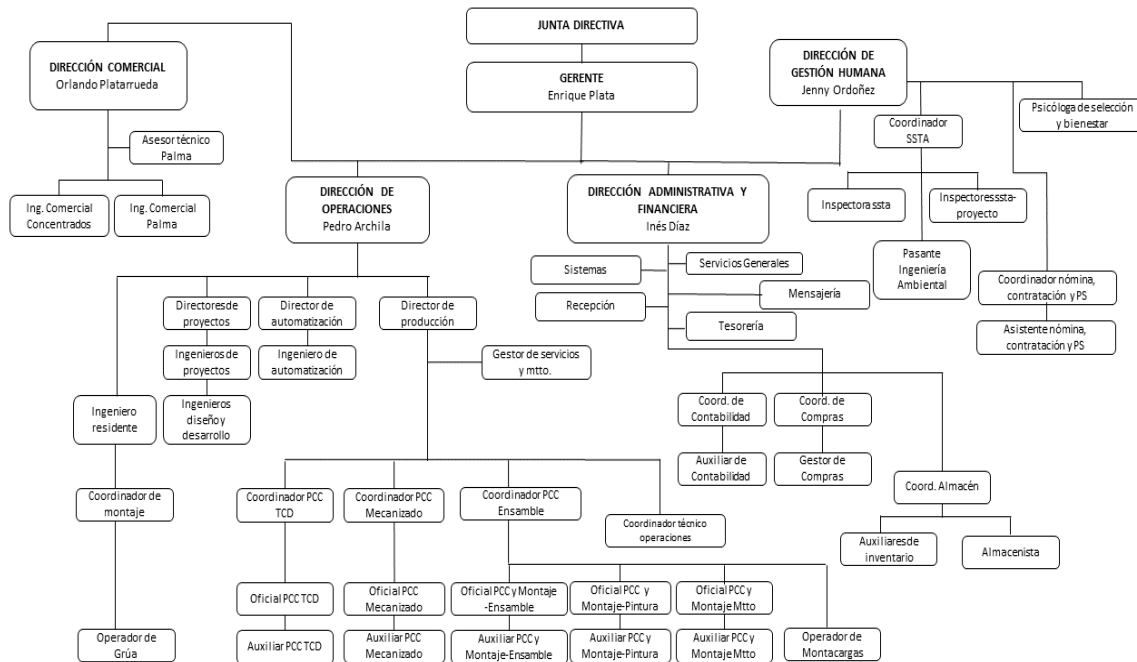 JUNTA DIRECTIVA
DIRECCIÓN COMERCIAL
Orlando Platarrueda
GERENTE
Enrique Plata
DIRECCIÓN DE
GESTIÓN HUMANA
Jenny Ordoñez
Psicóloga de selección
y bienestar
Coordinador
SSTA
Asesor técnico
Palma
Ing. Comercial
Concentrados
Ing. Comercial
Palma
DIRECCIÓN DE
OPERACIONES
Pedro Archila
DIRECCIÓN ADMINISTRATIVA Y
FINANCIERA
Inés Díaz
Inspectora ssta
Inspectores ssta-
proyecto
Pasante
Ingeniería
Ambiental
Sistemas
Servicios Generales
Recepción
Mensajería
Tesorería
Coordinador nómina,
contratación y PS
Asistente nómina,
contratación y PS
Directores de
proyectos
Director de
automatización
Director de
producción
Ingenieros de
proyectos
Ingeniero de
automatización
Gestor de servicios
y mtto.
Ingeniero
residente
Ingenieros
diseño y
desarrollo
Coord. de
Contabilidad
Coord. de
Compras
Auxiliar de
Contabilidad
Gestor de
Compras
Coord. Almacén
Coordinador de
montaje
Coordinador PCC
TCD
Coordinador PCC
Mecanizado
Coordinador PCC
Ensamble
Coordinador técnico
operaciones
Auxiliares de
inventario
Almacenista
Oficial PCC TCD
Oficial PCC
Mecanizado
Oficial PCC y Montaje
-Ensamble
Oficial PCC y
Montaje-Pintura
Oficial PCC y
Montaje Mtto
Operador de
Grúa
Auxiliar PCC TCD
Auxiliar PCC
Mecanizado
Auxiliar PCC y
Montaje-Ensamble
Auxiliar PCC y
Montaje-Pintura
Auxiliar PCC y
Montaje Mtto
Operador de
Montacargas